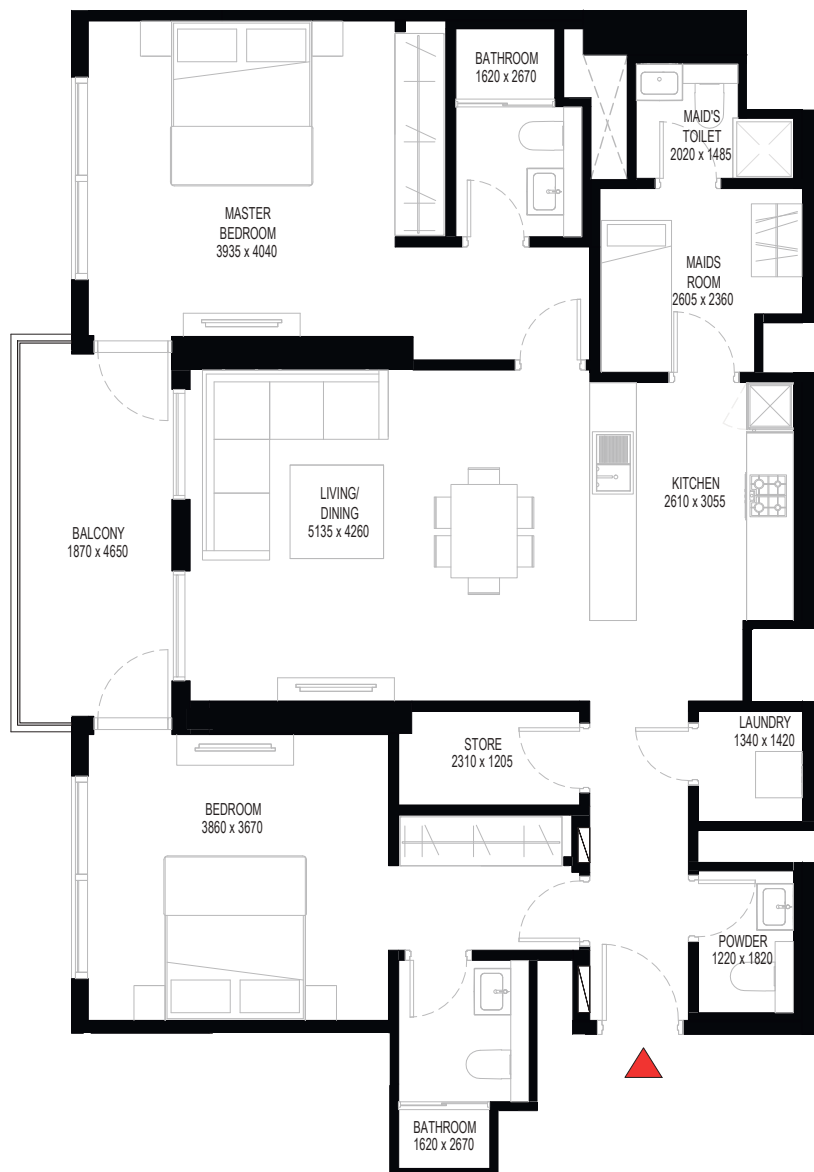 BATHROOM
1620 x 2670
MAID'S
TOILET
2020 x 1485
MASTER
BEDROOM
3935 x 4040
MAIDS
ROOM
2605 x 2360
KITCHEN
2610 x 3055
LIVING/
DINING
5135 x 4260
BALCONY
1870 x 4650
LAUNDRY
1340 x 1420
STORE
2310 x 1205
BEDROOM
3860 x 3670
POWDER
1220 x 1820
BATHROOM
1620 x 2670